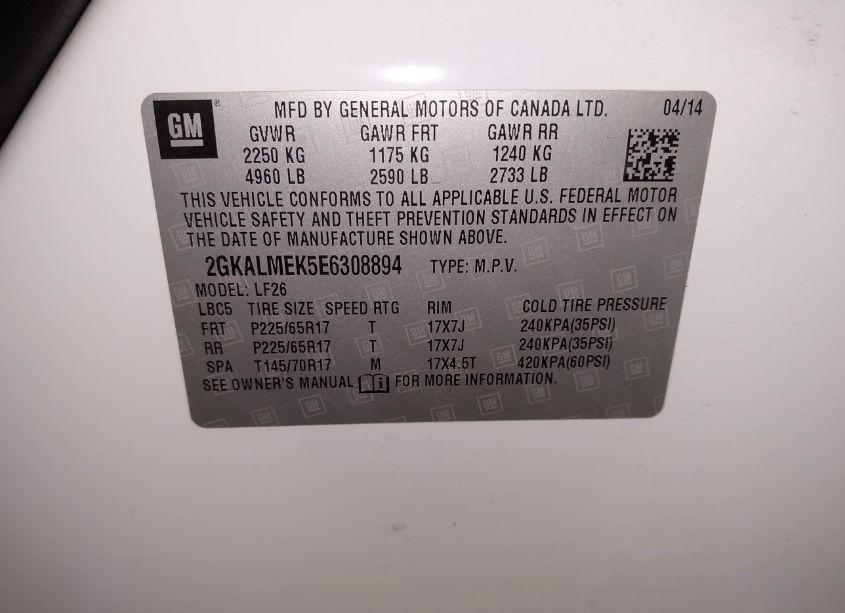 GM ® MFD BY GENERAL MOTORS OF CANADA LTD. 04/14
GVWR GAWR FRT GAWR RR
2250 KG 1175 KG 1240 KG
4960 LB 2590 LB 2733 LB
THIS VEHICLE CONFORMS TO ALL APPLICABLE U.S. FEDERAL MOTOR
VEHICLE SAFETY AND THEFT PREVENTION STANDARDS IN EFFECT ON
THE DATE OF MANUFACTURE SHOWN ABOVE.
2GKALMEK5E6308894 TYPE: M.P.V.
MODEL: LF26
LBC5 TIRE SIZE SPEED RTG RIM COLD TIRE PRESSURE
FRT P225/65R17 T 17X7J 240KPA(35PSI)
RR P225/65R17 T 17X7J 240KPA(35PSI)
SPA T145/70R17 M 17X4.5T 420KPA(60PSI)
SEE OWNER'S MANUAL FOR MORE INFORMATION.